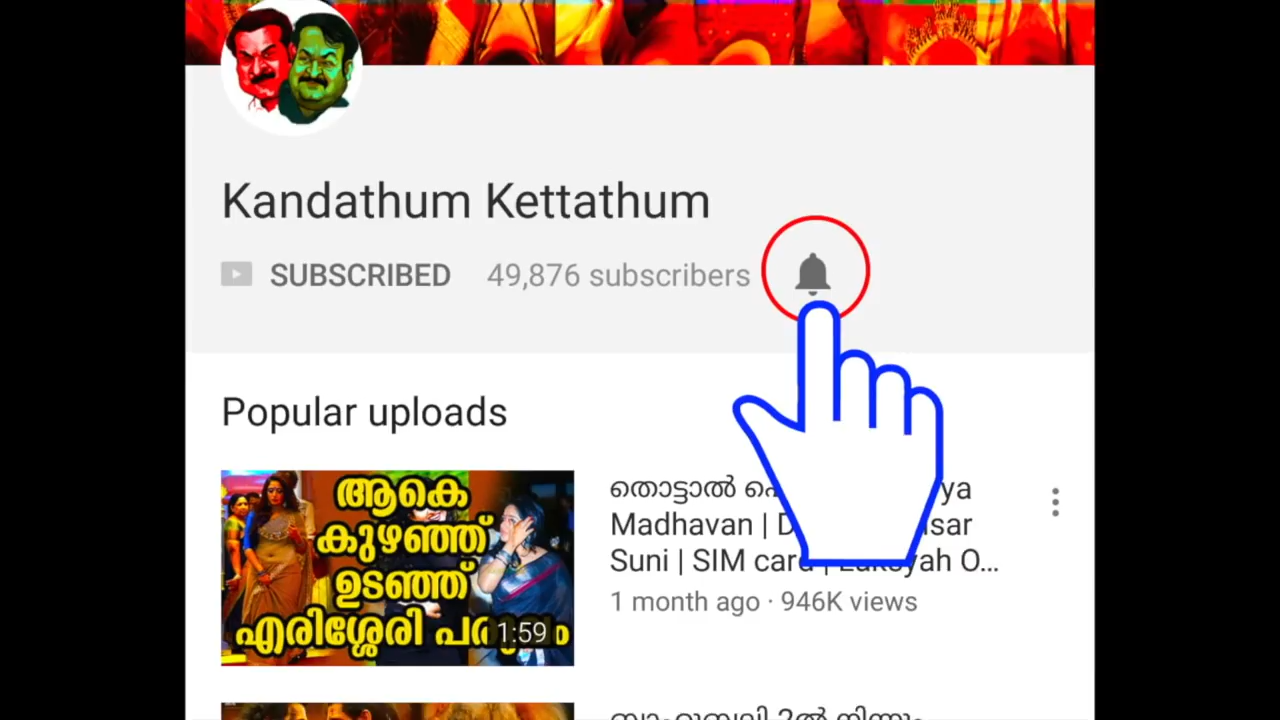 Kandathum Kettathum
SUBSCRIBED 49,876 subscribers
Popular uploads
ആകെ
കുഴഞ്ഞ്
ഉടഞ്ഞ്
എരിശ്ശേരി
1:59
തൊട്ടാൽ
Madhavan |
Suni | SIM card | Laksyah O...
1 month ago · 946K views